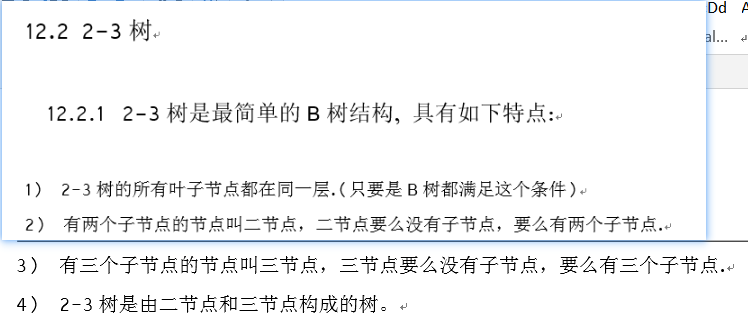 Dd
al...
12.2 2-3 树
12.2.1 2-3 树是最简单的 B 树结构, 具有如下特点:
1) 2-3 树的所有叶子节点都在同一层.(只要是 B 树都满足这个条件)
2) 有两个子节点的节点叫二节点，二节点要么没有子节点，要么有两个子节点.
3) 有三个子节点的节点叫三节点，三节点要么没有子节点，要么有三个子节点.
4) 2-3 树是由二节点和三节点构成的树。